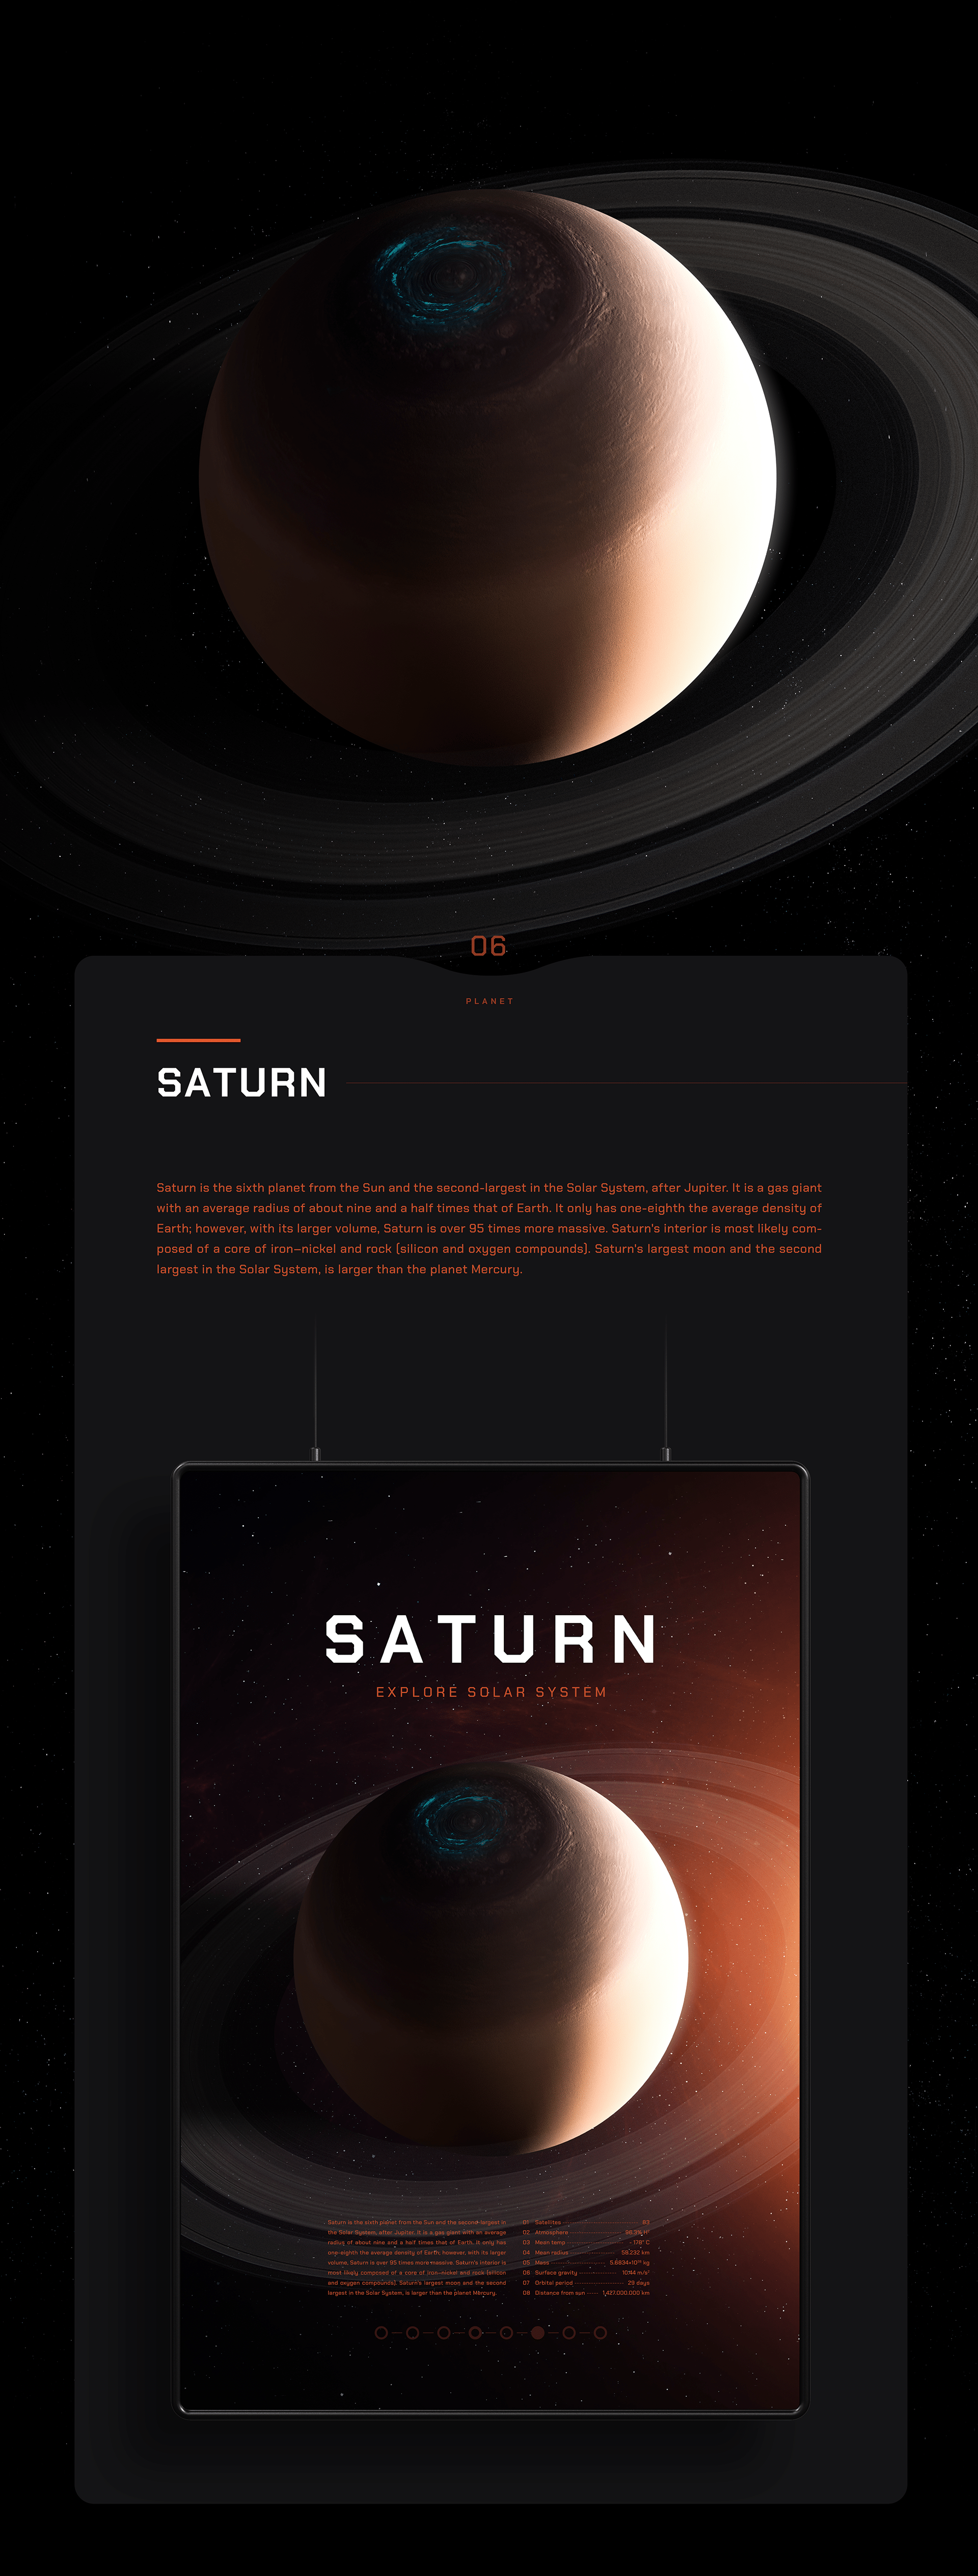 06
PLANET
SATURN
Saturn is the sixth planet from the Sun and the second-largest in the Solar System, after Jupiter. It is a gas giant
with an average radius of about nine and a half times that of Earth. It only has one-eighth the average density of
Earth; however, with its larger volume, Saturn is over 95 times more massive. Saturn's interior is most likely com-
posed of a core of iron–nickel and rock (silicon and oxygen compounds). Saturn's largest moon and the second
largest in the Solar System, is larger than the planet Mercury.
SATURN
EXPLORE SOLAR SYSTEM
Saturn is the sixth planet from the Sun and the second-largest in
the Solar System, after Jupiter. It is a gas giant with an average
radius of about nine and a half times that of Earth. It only has
one-eighth the average density of Earth; however, with its larger
volume, Saturn is over 95 times more massive. Saturn's interior is
most likely composed of a core of iron–nickel and rock (silicon
and oxygen compounds). Saturn's largest moon and the second
largest in the Solar System, is larger than the planet Mercury.
01 Satellites 83
02 Atmosphere
03 Mean temp -178° C
04 Mean radius 58'232 km
05 Mass kg
06 Surface gravity m/s²
07 Orbital period 29 days
08 Distance from sun 1,427.000.000 km